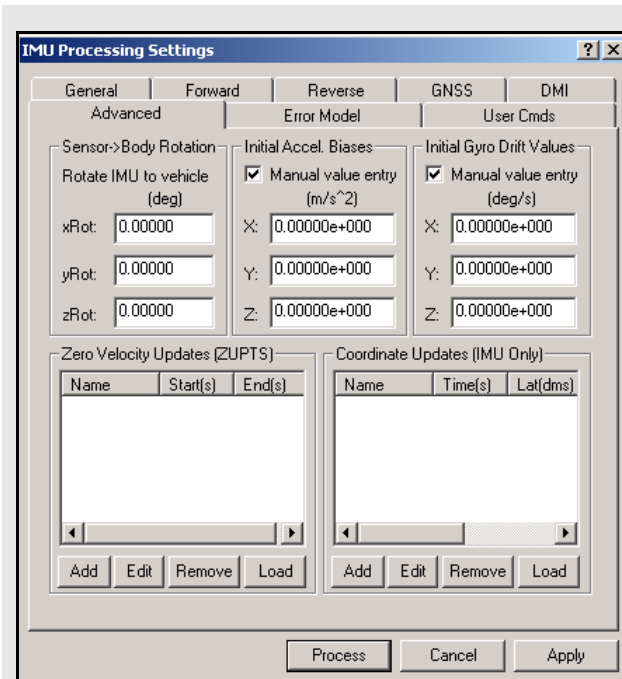 IMU Processing Settings
? X
General Forward Reverse GNSS DMI
Advanced Error Model User Cmds
Sensor->Body Rotation
Rotate IMU to vehicle
(deg)
xRot: 0.00000
yRot: 0.00000
zRot: 0.00000
Initial Accel. Biases
Manual value entry
(m/s^2)
X: 0.00000e+000
Y: 0.00000e+000
Z: 0.00000e+000
Initial Gyro Drift Values
Manual value entry
(deg/s)
X: 0.00000e+000
Y: 0.00000e+000
Z: 0.00000e+000
Zero Velocity Updates (ZUPTS)
Name Start(s) End(s)
Add Edit Remove Load
Coordinate Updates (IMU Only)
Name Time(s) Lat(dms)
Add Edit Remove Load
Process Cancel Apply